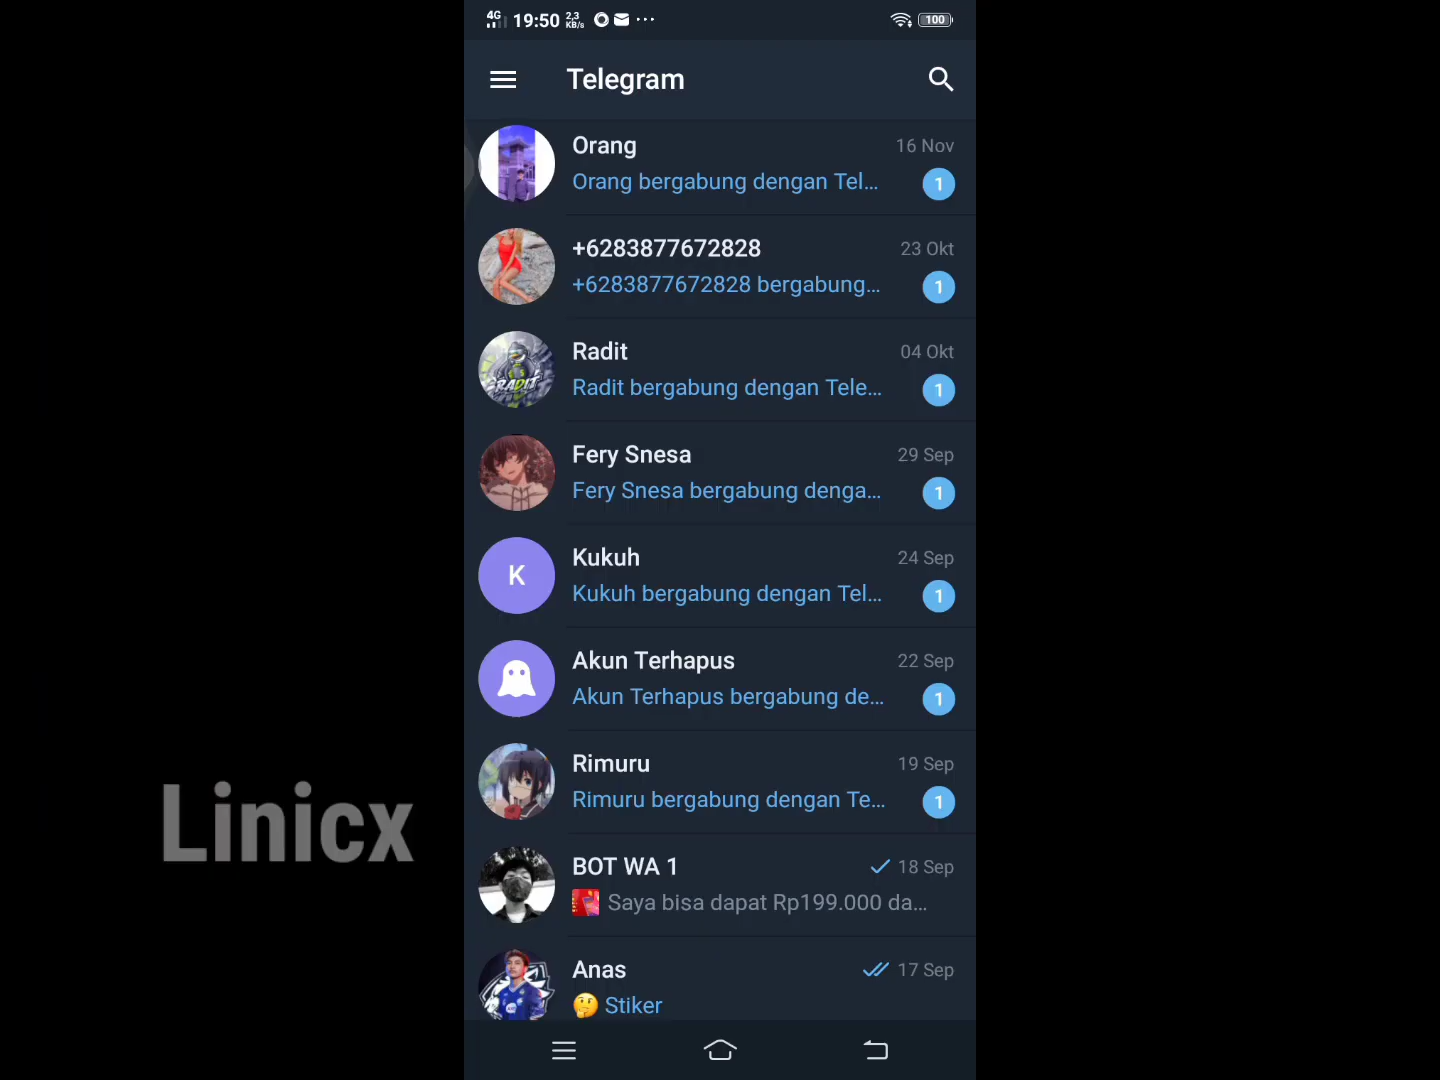 4G 19:50 2,3 KB/s ... 100
Telegram
Orang 16 Nov
Orang bergabung dengan Tel... 1
+6283877672828 23 Okt
+6283877672828 bergabung... 1
Radit 04 Okt
RADIT
Radit bergabung dengan Tele... 1
Fery Snesa 29 Sep
Fery Snesa bergabung denga... 1
Kukuh 24 Sep
K
Kukuh bergabung dengan Tel... 1
Akun Terhapus 22 Sep
Akun Terhapus bergabung de... 1
Rimuru 19 Sep
Rimuru bergabung dengan Te... 1
Linicx
BOT WA 1 18 Sep
Saya bisa dapat Rp199.000 da...
Anas 17 Sep
🤔 Stiker